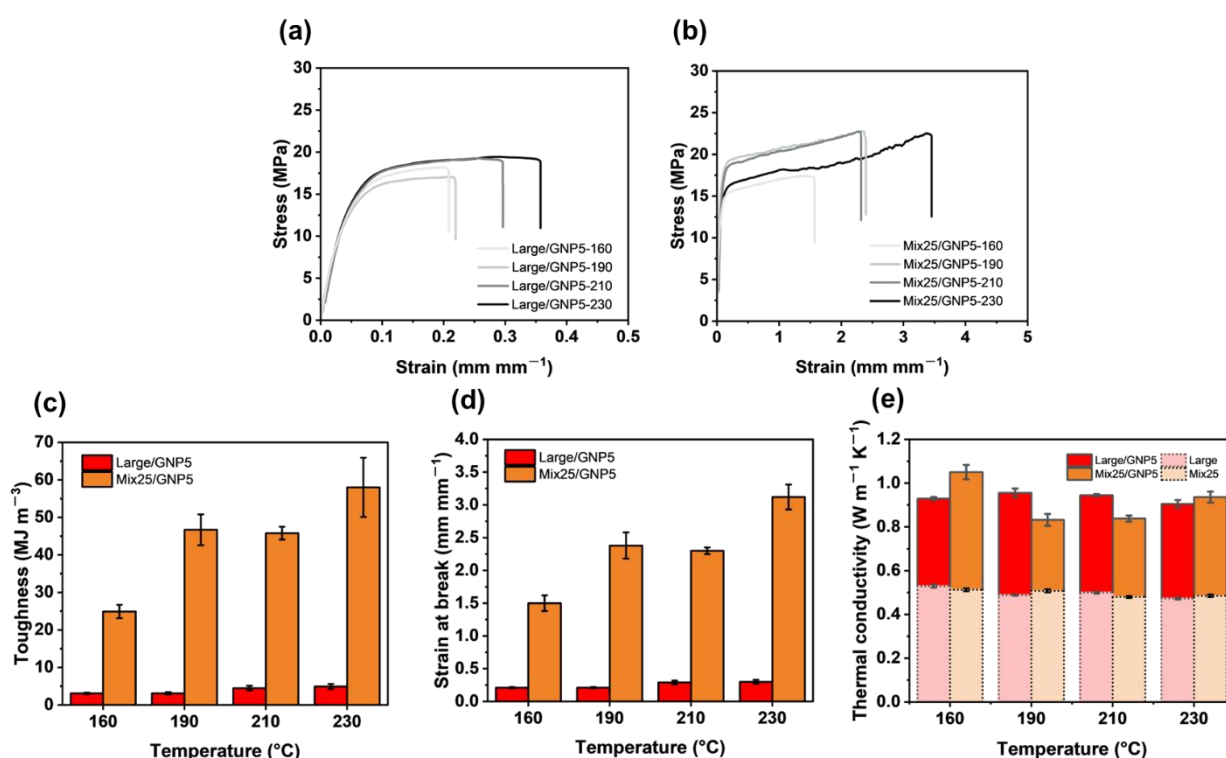 (a)
30
25
20
15
10
5
0
Stress (MPa)
0.0 0.1 0.2 0.3 0.4 0.5
Strain (mm mm⁻¹)
Large/GNP5-160
Large/GNP5-190
Large/GNP5-210
Large/GNP5-230
(b)
30
25
20
15
10
5
0
Stress (MPa)
0 1 2 3 4 5
Strain (mm mm⁻¹)
Mix25/GNP5-160
Mix25/GNP5-190
Mix25/GNP5-210
Mix25/GNP5-230
(c)
70
60
50
40
30
20
10
0
Toughness (MJ m⁻³)
Large/GNP5
Mix25/GNP5
160 190 210 230
Temperature (°C)
(d)
4.0
3.5
3.0
2.5
2.0
1.5
1.0
0.5
0.0
Strain at break (mm mm⁻¹)
Large/GNP5
Mix25/GNP5
160 190 210 230
Temperature (°C)
(e)
1.2
1.0
0.8
0.6
0.4
0.2
0.0
Thermal conductivity (W m⁻¹ K⁻¹)
Large/GNP5 Large
Mix25/GNP5 Mix25
160 190 210 230
Temperature (°C)